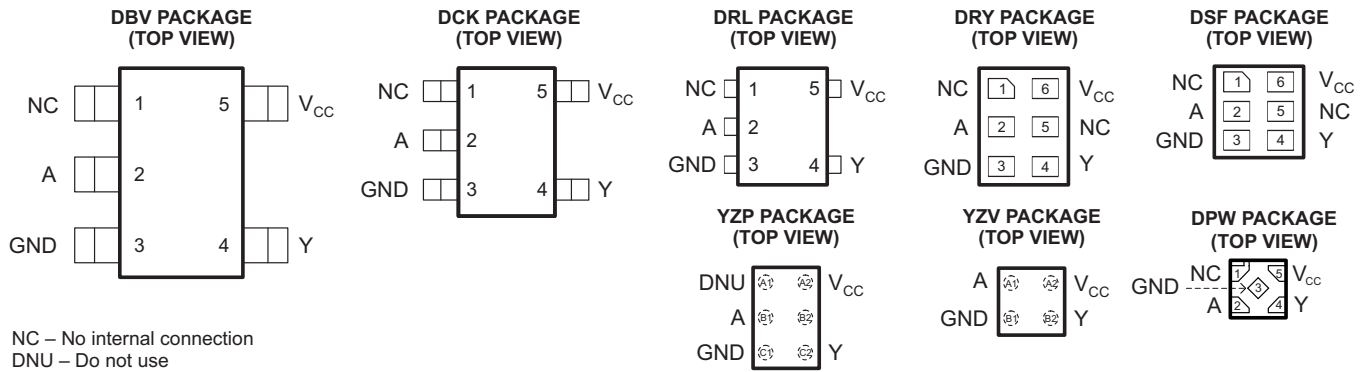 DBV PACKAGE
(TOP VIEW)
NC 1 5 VCC
A 2
GND 3 4 Y
DCK PACKAGE
(TOP VIEW)
NC 1 5 VCC
A 2
GND 3 4 Y
DRL PACKAGE
(TOP VIEW)
NC 1 5 VCC
A 2
GND 3 4 Y
DRY PACKAGE
(TOP VIEW)
NC 1 6 VCC
A 2 5 NC
GND 3 4 Y
DSF PACKAGE
(TOP VIEW)
NC 1 6 VCC
A 2 5 NC
GND 3 4 Y
YZP PACKAGE
(TOP VIEW)
DNU A1 A2 VCC
A B1 B2
GND C1 C2 Y
YZV PACKAGE
(TOP VIEW)
A A1 A2 VCC
GND B1 B2 Y
DPW PACKAGE
(TOP VIEW)
NC 1 5 VCC
GND 3
A 2 4 Y
NC – No internal connection
DNU – Do not use